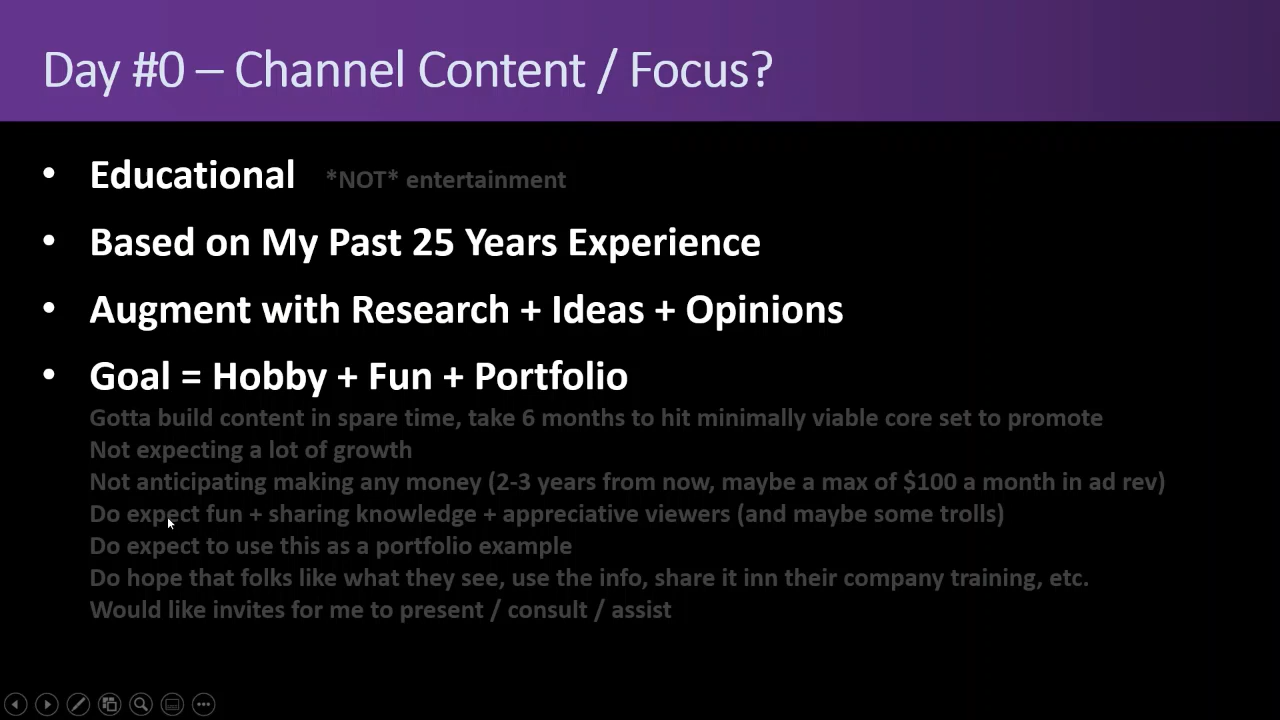 Day #0 – Channel Content / Focus?
• Educational *NOT* entertainment
• Based on My Past 25 Years Experience
• Augment with Research + Ideas + Opinions
• Goal = Hobby + Fun + Portfolio
Gotta build content in spare time, take 6 months to hit minimally viable core set to promote
Not expecting a lot of growth
Not anticipating making any money (2-3 years from now, maybe a max of $100 a month in ad rev)
Do expect fun + sharing knowledge + appreciative viewers (and maybe some trolls)
Do expect to use this as a portfolio example
Do hope that folks like what they see, use the info, share it inn their company training, etc.
Would like invites for me to present / consult / assist